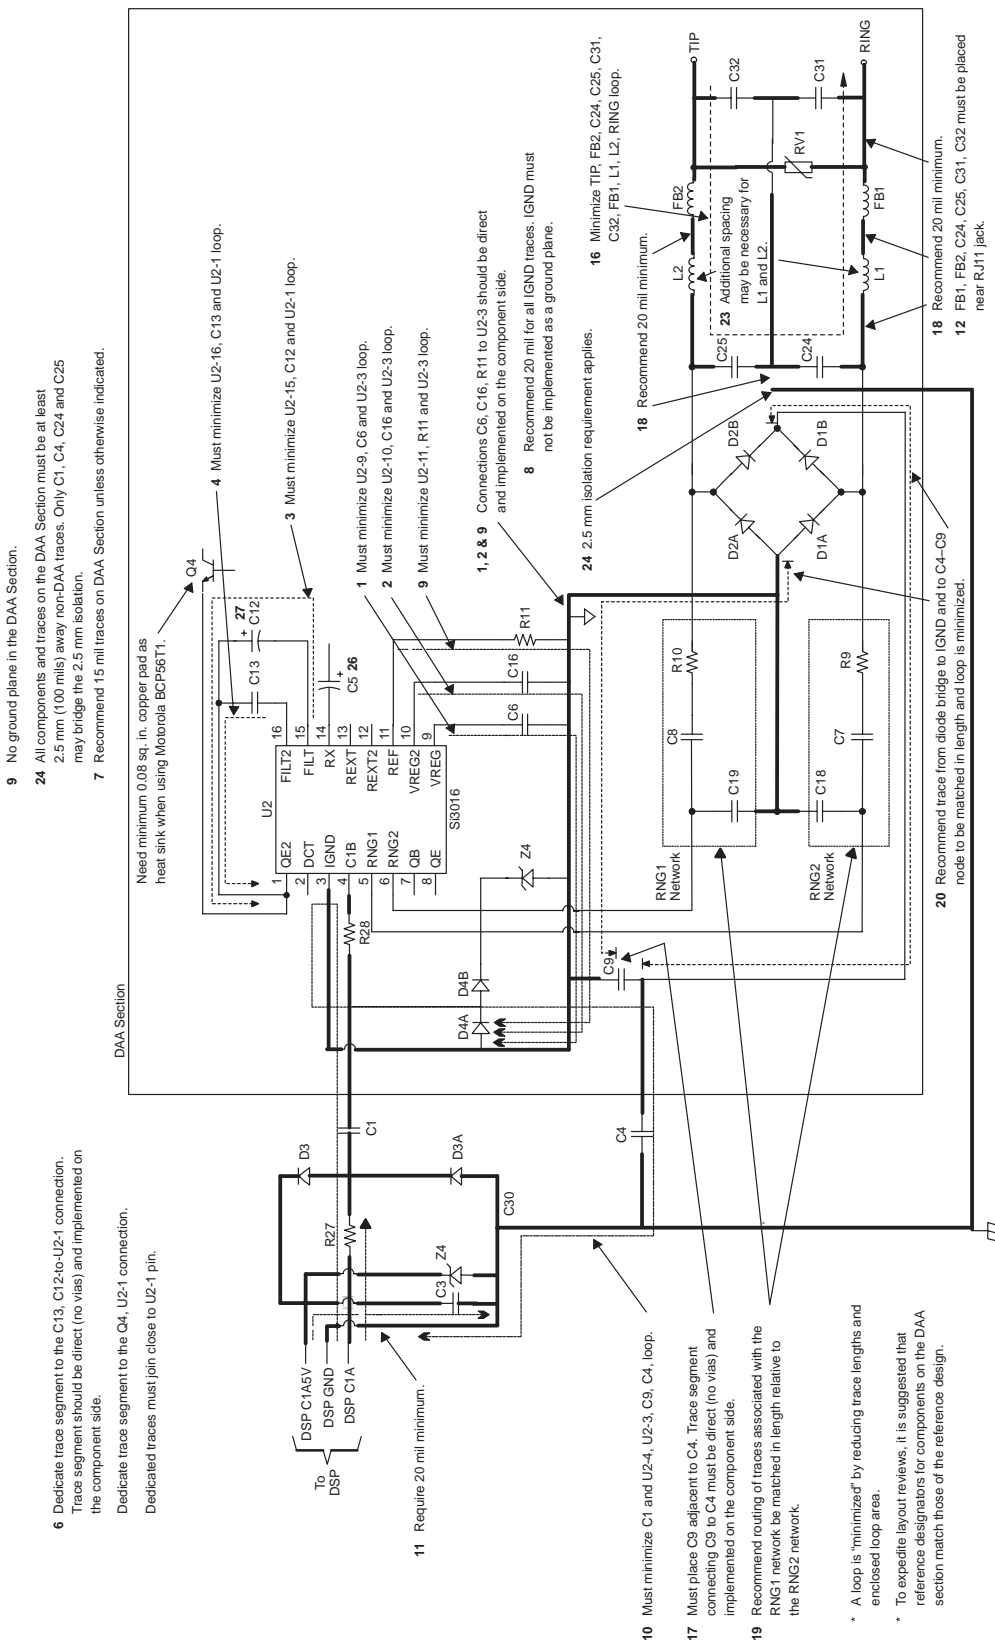 9 No ground plane in the DAA Section.
24 All components and traces on the DAA Section must be at least
2.5 mm (100 mils) away non-DAA traces. Only C1, C4, C24 and C25
may bridge the 2.5 mm isolation.
7 Recommend 15 mil traces on DAA Section unless otherwise indicated.
6 Dedicate trace segment to the C13, C12-to-U2-1 connection.
Trace segment should be direct (no vias) and implemented on
the component side.
Dedicate trace segment to the Q4, U2-1 connection.
Dedicated traces must join close to U2-1 pin.
DAA Section
Need minimum 0.08 sq. in. copper pad as
heat sink when using Motorola BCP56T1.
Q4
4 Must minimize U2-16, C13 and U2-1 loop.
3 Must minimize U2-15, C12 and U2-1 loop.
27
+
C12
C13
+
C5 26
U2
Si3016
1 QE2
2 DCT
3 IGND
4 C1B
5 RNG1
6 RNG2
7 QB
8 QE
FILT2 16
FILT 15
RX 14
REXT 13
REXT2 12
REF 11
VREG2 10
VREG 9
1 Must minimize U2-9, C6 and U2-3 loop.
2 Must minimize U2-10, C16 and U2-3 loop.
9 Must minimize U2-11, R11 and U2-3 loop.
1, 2 & 9 Connections C6, C16, R11 to U2-3 should be direct
and implemented on the component side.
8 Recommend 20 mil for all IGND traces. IGND must
not be implemented as a ground plane.
R11
C16
C6
R28
Z4
D4B
D4A
C9
24 2.5 mm isolation requirement applies.
18 Recommend 20 mil minimum.
16 Minimize TIP, FB2, C24, C25, C31,
C32, FB1, L1, L2, RING loop.
18 Recommend 20 mil minimum.
TIP
RING
C32
C31
RV1
FB2
FB1
L2
L1
23 Additional spacing
may be necessary for
L1 and L2.
C25
C24
18 Recommend 20 mil minimum.
12 FB1, FB2, C24, C25, C31, C32 must be placed
near RJ11 jack.
D2B
D1B
D2A
D1A
R10
C8
C19
RNG1
Network
R9
C7
C18
RNG2
Network
20 Recommend trace from diode bridge to IGND and to C4–C9
node to be matched in length and loop is minimized.
C1
C4
D3
D3A
R27
C30
Z4
C3
DSP C1A5V
DSP GND
DSP C1A
To
DSP
11 Require 20 mil minimum.
10 Must minimize C1 and U2-4, U2-3, C9, C4, loop.
17 Must place C9 adjacent to C4. Trace segment
connecting C9 to C4 must be direct (no vias) and
implemented on the component side.
19 Recommend routing of traces associated with the
RNG1 network be matched in length relative to
the RNG2 network.
* A loop is "minimized" by reducing trace lengths and
enclosed loop area.
* To expedite layout reviews, it is suggested that
reference designators for components on the DAA
section match those of the reference design.